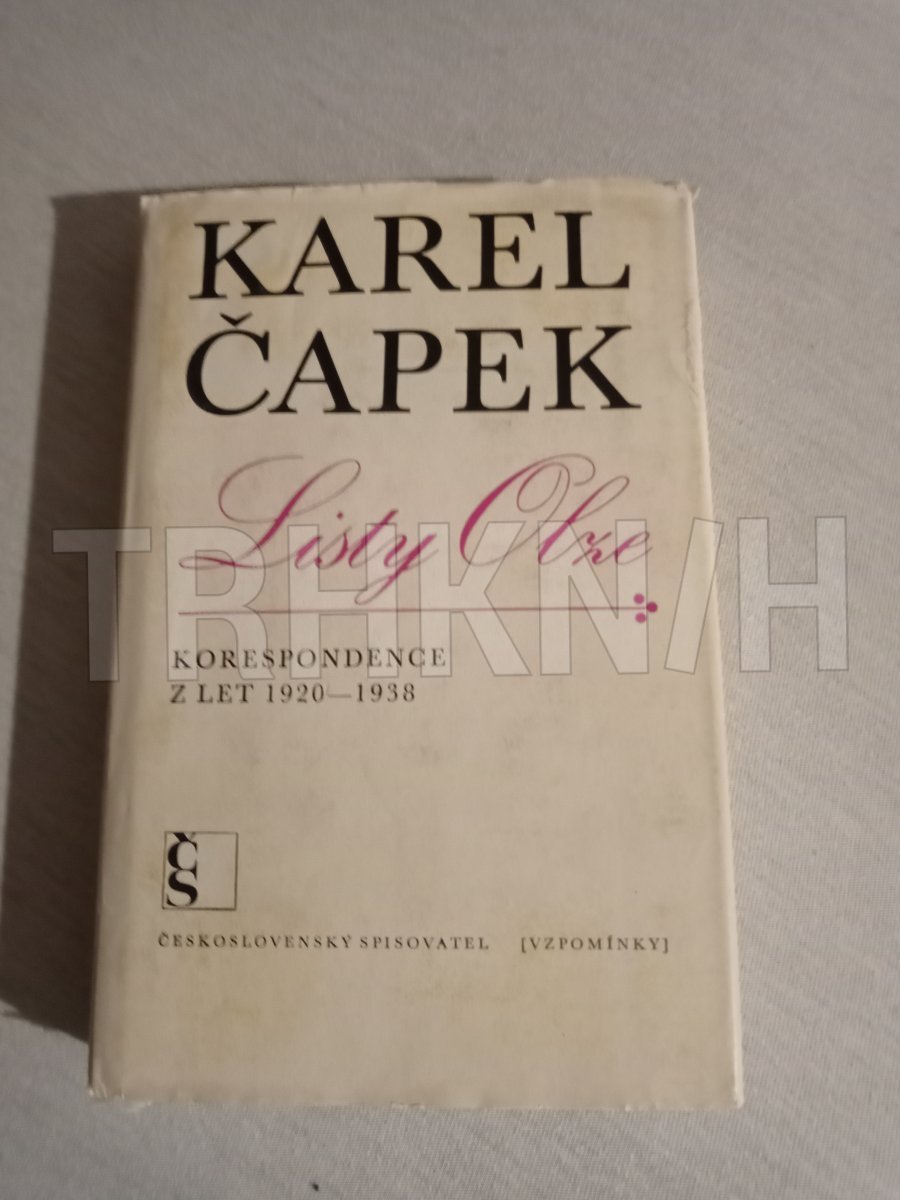 KAREL
ČAPEK
Listy Olze
TRHKNIH
KORESPONDENCE
Z LET 1920—1938
ČS
ČESKOSLOVENSKÝ SPISOVATEL [VZPOMÍNKY]